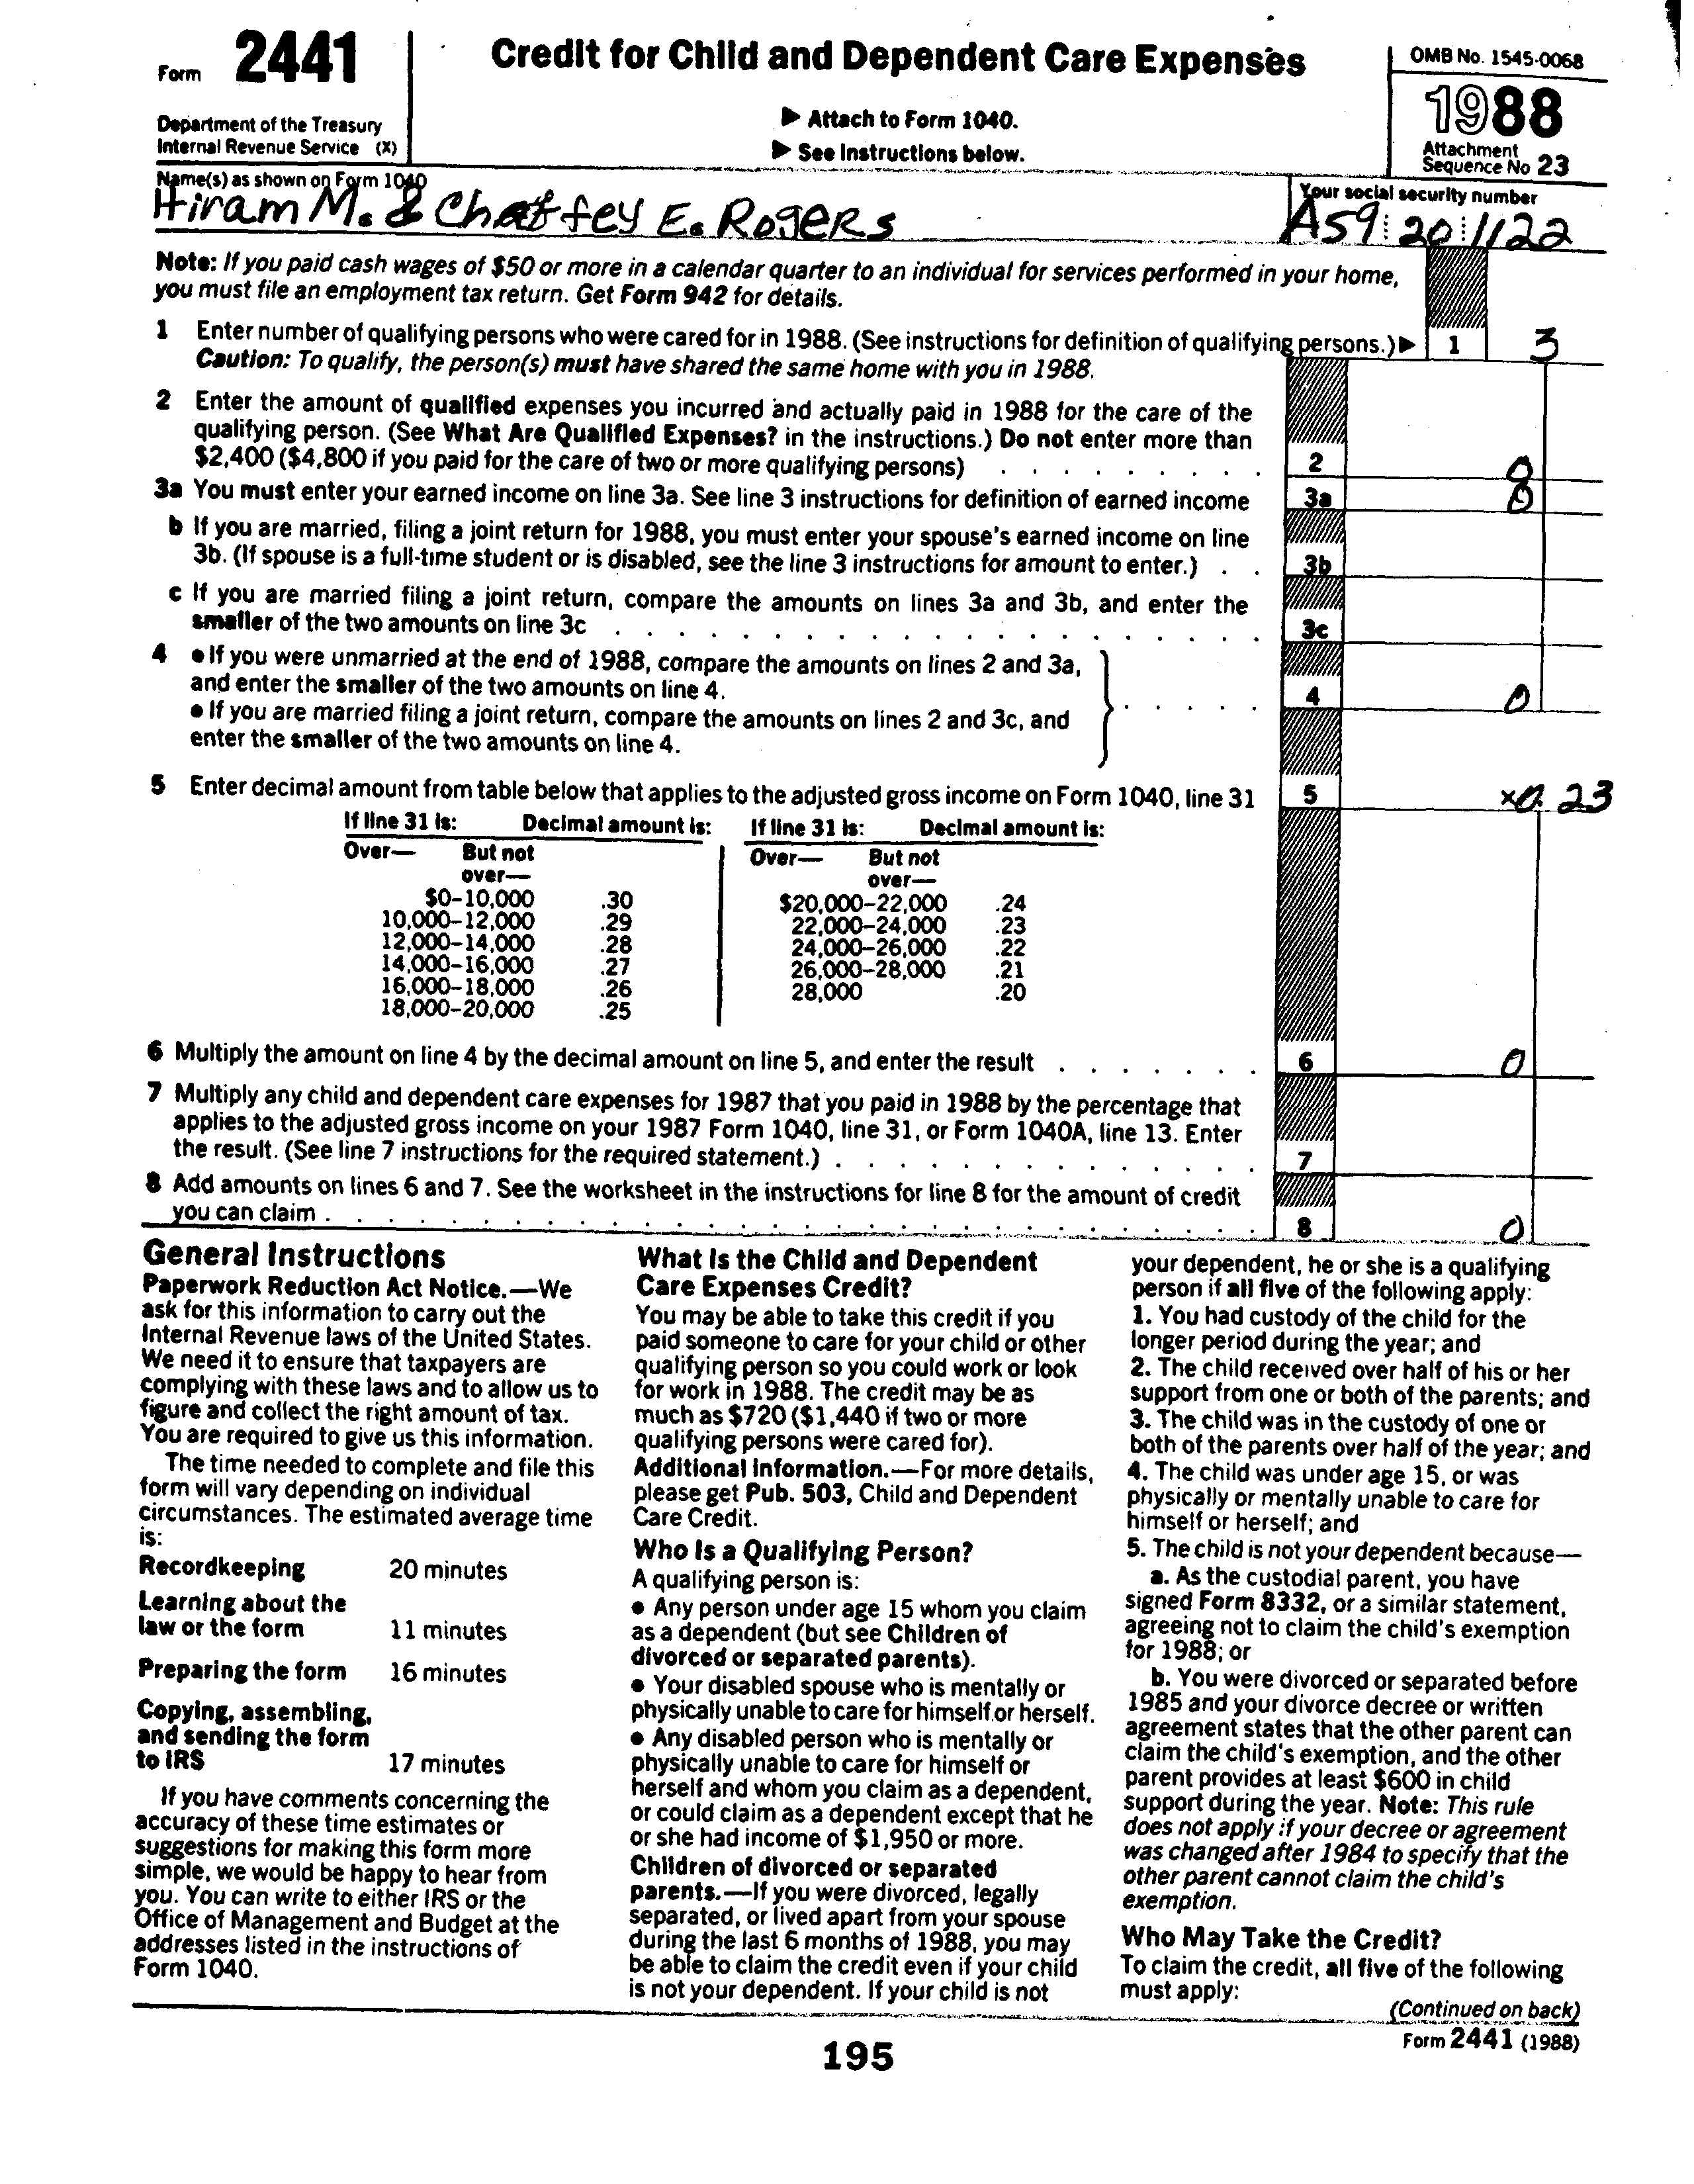 Form 2441
Credit for Child and Dependent Care Expenses
OMB No. 1545-0068
1988
Department of the Treasury
Internal Revenue Service (X)
▶ Attach to Form 1040.
▶ See Instructions below.
Attachment
Sequence No 23
Name(s) as shown on Form 1040
Hiram M. & Chaffey E. Rogers
Your social security number
A59 20 1122
Note: If you paid cash wages of $50 or more in a calendar quarter to an individual for services performed in your home,
you must file an employment tax return. Get Form 942 for details.
1 Enter number of qualifying persons who were cared for in 1988. (See instructions for definition of qualifying persons.) ▶ 1 3
Caution: To qualify, the person(s) must have shared the same home with you in 1988.
2 Enter the amount of qualified expenses you incurred and actually paid in 1988 for the care of the
qualifying person. (See What Are Qualified Expenses? in the instructions.) Do not enter more than
$2,400 ($4,800 if you paid for the care of two or more qualifying persons) . . . . . . . . . 2 0
3a You must enter your earned income on line 3a. See line 3 instructions for definition of earned income 3a 0
b If you are married, filing a joint return for 1988, you must enter your spouse's earned income on line
3b. (If spouse is a full-time student or is disabled, see the line 3 instructions for amount to enter.) . . 3b
c If you are married filing a joint return, compare the amounts on lines 3a and 3b, and enter the
smaller of the two amounts on line 3c . . . . . . . . . . . . . . . . . . . . . 3c
4 ● If you were unmarried at the end of 1988, compare the amounts on lines 2 and 3a,
and enter the smaller of the two amounts on line 4. . . . . . 4 0
● If you are married filing a joint return, compare the amounts on lines 2 and 3c, and
enter the smaller of the two amounts on line 4.
5 Enter decimal amount from table below that applies to the adjusted gross income on Form 1040, line 31 5 ×0.23
If line 31 is: Decimal amount is: If line 31 is: Decimal amount is:
Over— But not Over— But not
over— over—
$0–10,000 .30 $20,000–22,000 .24
10,000–12,000 .29 22,000–24,000 .23
12,000–14,000 .28 24,000–26,000 .22
14,000–16,000 .27 26,000–28,000 .21
16,000–18,000 .26 28,000 .20
18,000–20,000 .25
6 Multiply the amount on line 4 by the decimal amount on line 5, and enter the result . . . . . . . 6 0
7 Multiply any child and dependent care expenses for 1987 that you paid in 1988 by the percentage that
applies to the adjusted gross income on your 1987 Form 1040, line 31, or Form 1040A, line 13. Enter
the result. (See line 7 instructions for the required statement.) . . . . . . . . . . . . . . 7
8 Add amounts on lines 6 and 7. See the worksheet in the instructions for line 8 for the amount of credit
you can claim . . . . . . . . . . . . . . . . . . . . . . . . . . . . . . 8 0
General Instructions
Paperwork Reduction Act Notice.—We
ask for this information to carry out the
Internal Revenue laws of the United States.
We need it to ensure that taxpayers are
complying with these laws and to allow us to
figure and collect the right amount of tax.
You are required to give us this information.
The time needed to complete and file this
form will vary depending on individual
circumstances. The estimated average time
is:
Recordkeeping 20 minutes
Learning about the
law or the form 11 minutes
Preparing the form 16 minutes
Copying, assembling,
and sending the form
to IRS 17 minutes
If you have comments concerning the
accuracy of these time estimates or
suggestions for making this form more
simple, we would be happy to hear from
you. You can write to either IRS or the
Office of Management and Budget at the
addresses listed in the instructions of
Form 1040.
What Is the Child and Dependent
Care Expenses Credit?
You may be able to take this credit if you
paid someone to care for your child or other
qualifying person so you could work or look
for work in 1988. The credit may be as
much as $720 ($1,440 if two or more
qualifying persons were cared for).
Additional Information.—For more details,
please get Pub. 503, Child and Dependent
Care Credit.
Who Is a Qualifying Person?
A qualifying person is:
● Any person under age 15 whom you claim
as a dependent (but see Children of
divorced or separated parents).
● Your disabled spouse who is mentally or
physically unable to care for himself or herself.
● Any disabled person who is mentally or
physically unable to care for himself or
herself and whom you claim as a dependent,
or could claim as a dependent except that he
or she had income of $1,950 or more.
Children of divorced or separated
parents.—If you were divorced, legally
separated, or lived apart from your spouse
during the last 6 months of 1988, you may
be able to claim the credit even if your child
is not your dependent. If your child is not
your dependent, he or she is a qualifying
person if all five of the following apply:
1. You had custody of the child for the
longer period during the year; and
2. The child received over half of his or her
support from one or both of the parents; and
3. The child was in the custody of one or
both of the parents over half of the year; and
4. The child was under age 15, or was
physically or mentally unable to care for
himself or herself; and
5. The child is not your dependent because—
a. As the custodial parent, you have
signed Form 8332, or a similar statement,
agreeing not to claim the child's exemption
for 1988; or
b. You were divorced or separated before
1985 and your divorce decree or written
agreement states that the other parent can
claim the child's exemption, and the other
parent provides at least $600 in child
support during the year. Note: This rule
does not apply if your decree or agreement
was changed after 1984 to specify that the
other parent cannot claim the child's
exemption.
Who May Take the Credit?
To claim the credit, all five of the following
must apply:
(Continued on back)
Form 2441 (1988)
195